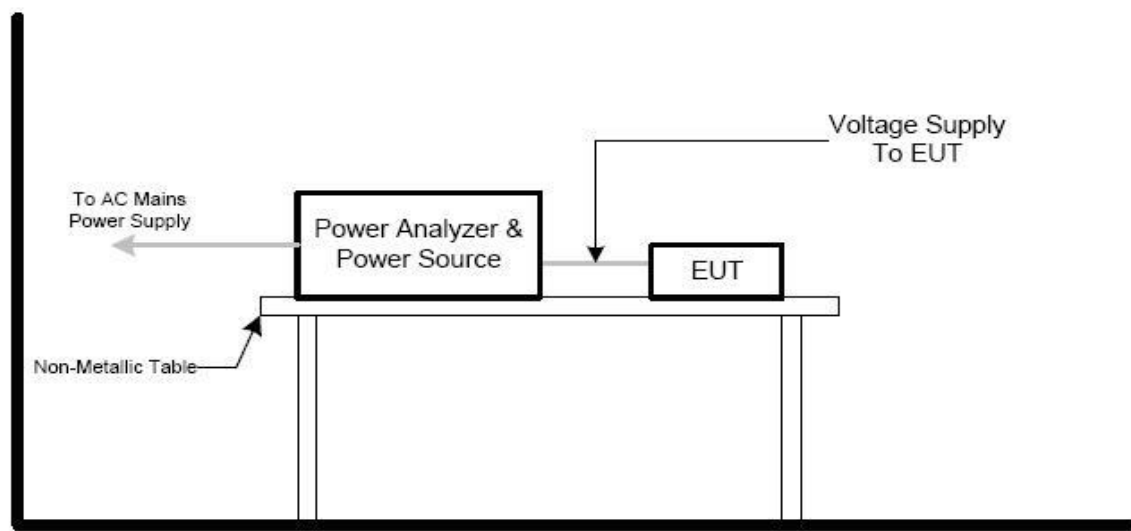 Voltage Supply
To EUT
To AC Mains
Power Supply
Power Analyzer &
Power Source
EUT
Non-Metallic Table